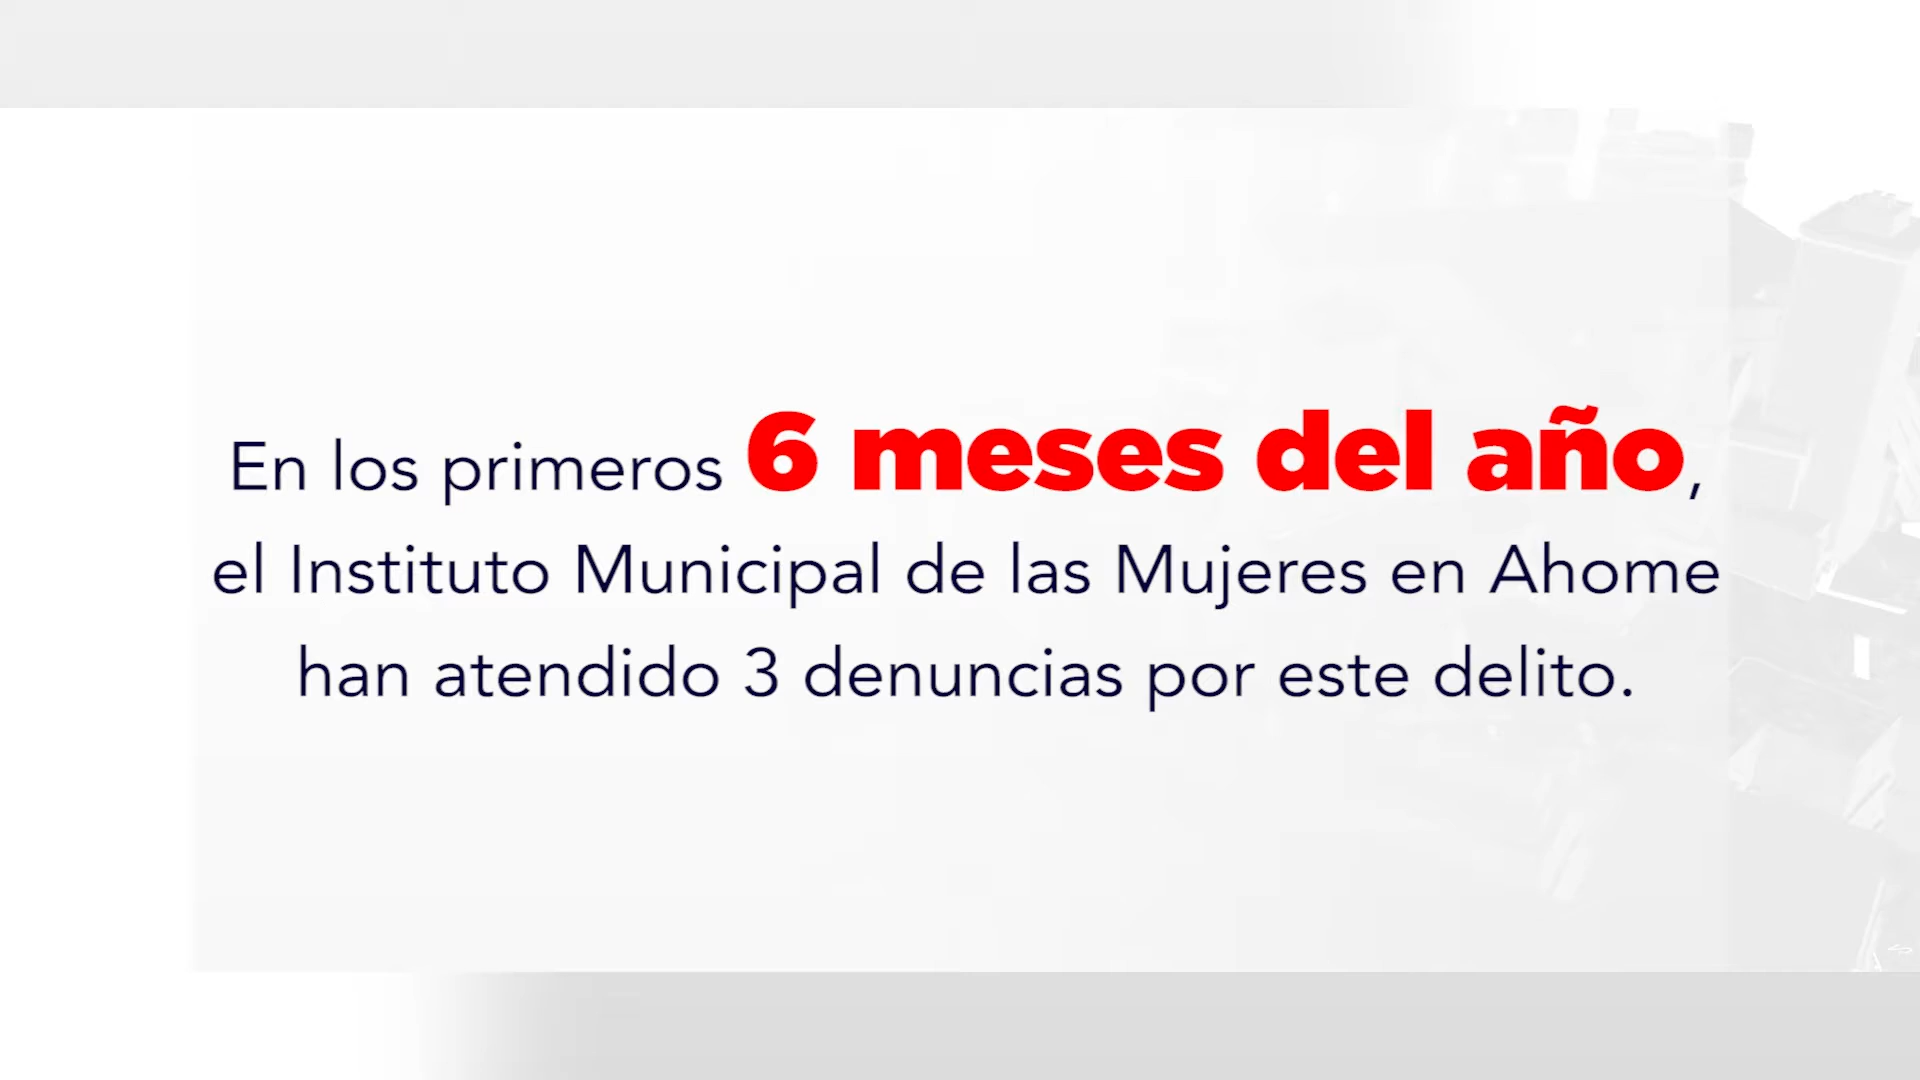 En los primeros 6 meses del año,
el Instituto Municipal de las Mujeres en Ahome
han atendido 3 denuncias por este delito.